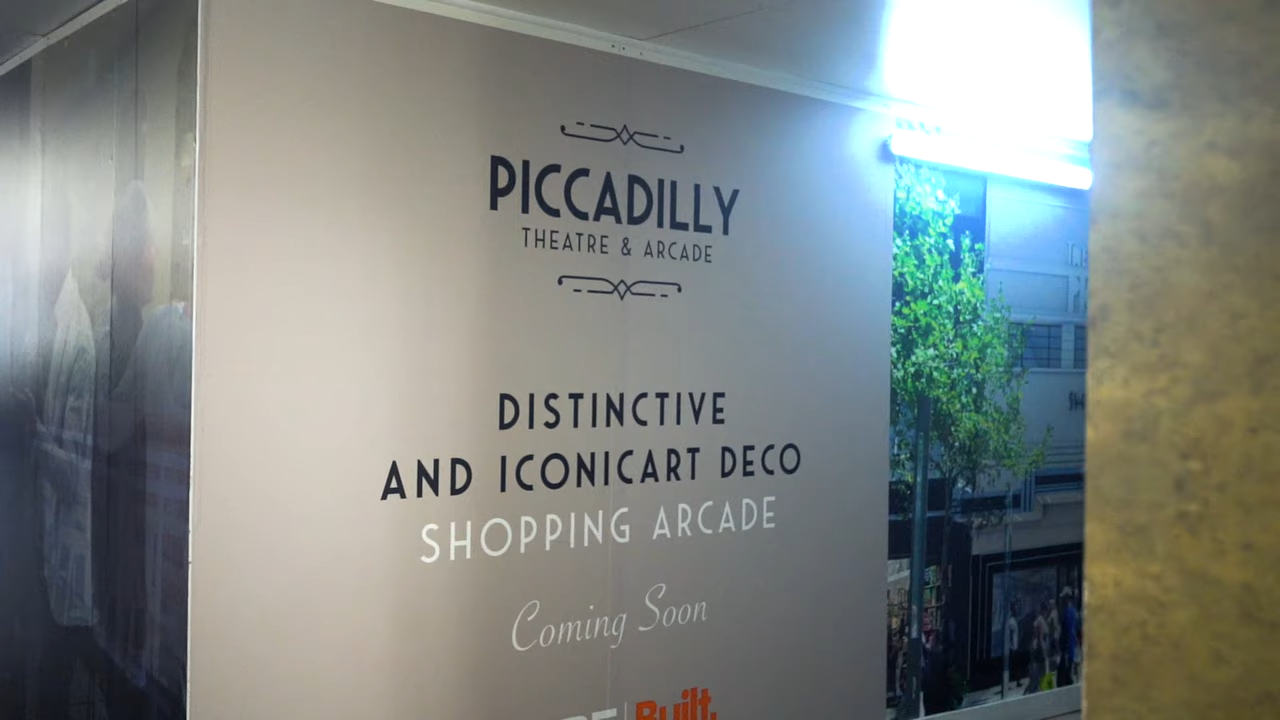 PICCADILLY
THEATRE & ARCADE
DISTINCTIVE
AND ICONICART DECO
SHOPPING ARCADE
Coming Soon
Built.